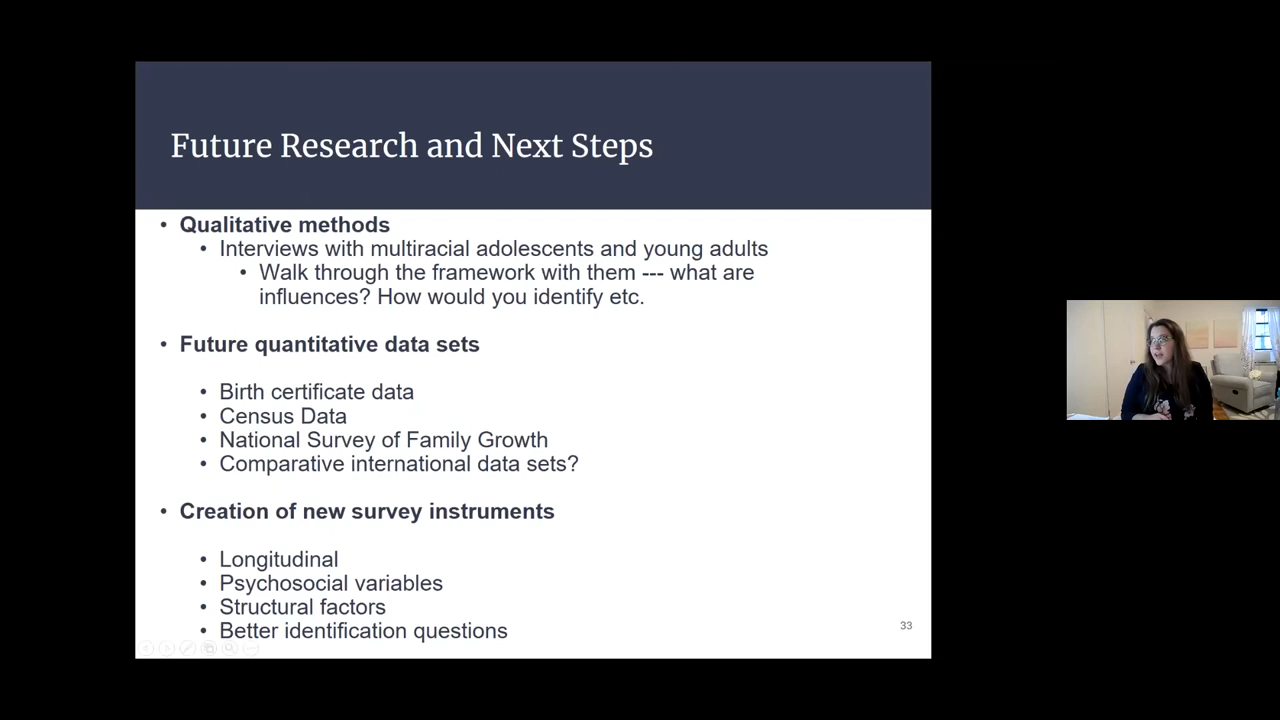 Future Research and Next Steps
• Qualitative methods
• Interviews with multiracial adolescents and young adults
• Walk through the framework with them --- what are
influences? How would you identify etc.
• Future quantitative data sets
• Birth certificate data
• Census Data
• National Survey of Family Growth
• Comparative international data sets?
• Creation of new survey instruments
• Longitudinal
• Psychosocial variables
• Structural factors
• Better identification questions
33